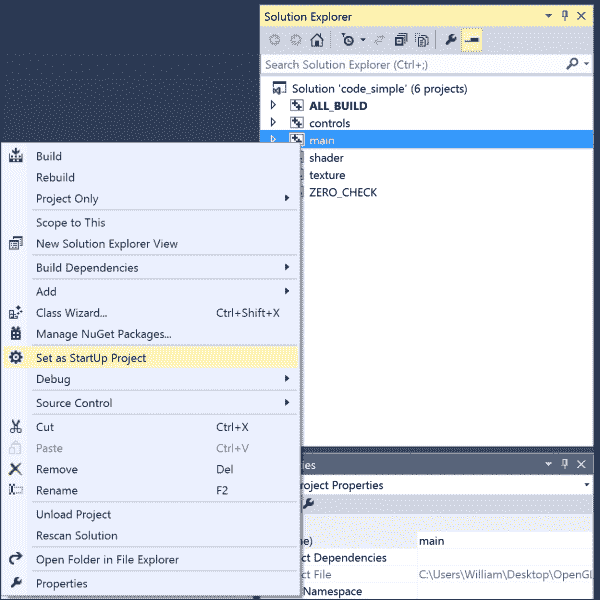 Solution Explorer
Search Solution Explorer (Ctrl+;)
Solution 'code_simple' (6 projects)
ALL_BUILD
controls
main
shader
texture
ZERO_CHECK
Build
Rebuild
Project Only
Scope to This
New Solution Explorer View
Build Dependencies
Add
Class Wizard... Ctrl+Shift+X
Manage NuGet Packages...
Set as StartUp Project
Debug
Source Control
Cut Ctrl+X
Paste Ctrl+V
Remove Del
Rename F2
Unload Project
Rescan Solution
Open Folder in File Explorer
Properties
ies
roject Properties
e) main
ct Dependencies
ct File C:\Users\William\Desktop\OpenGL
Namespace